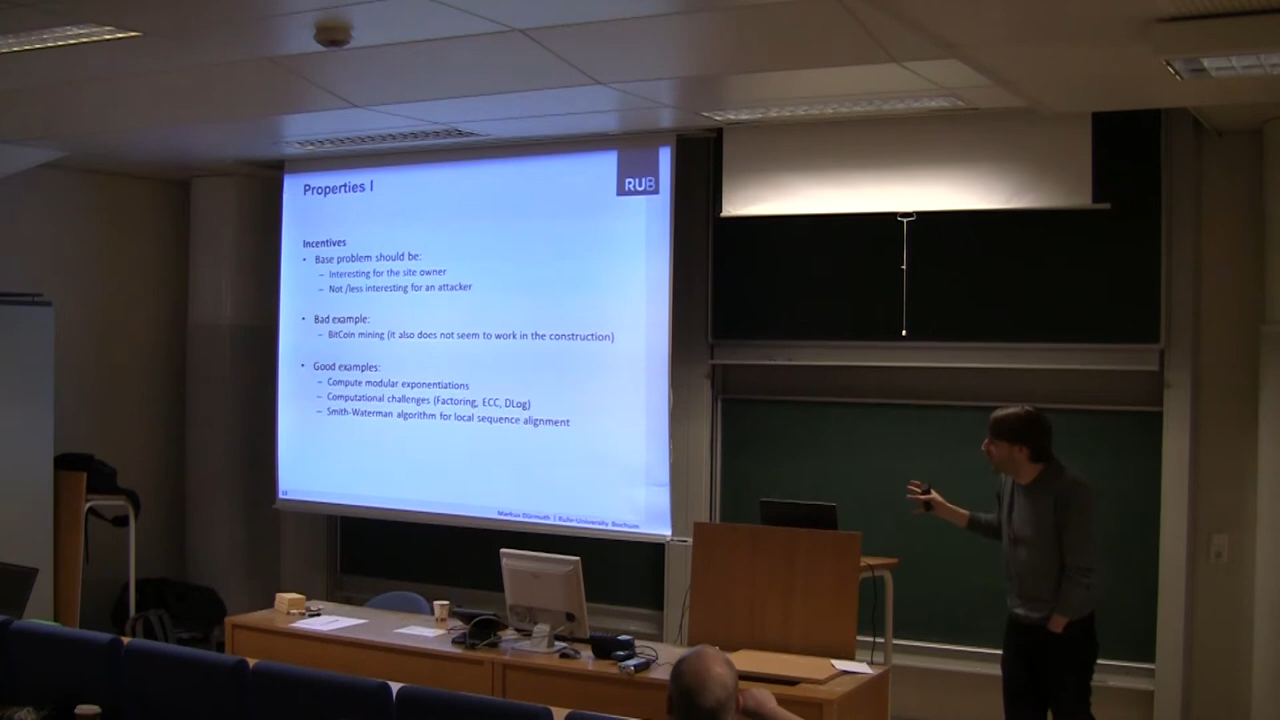 Properties I
RUB
Incentives
• Base problem should be:
– Interesting for the site owner
– Not /less interesting for an attacker
• Bad example:
– BitCoin mining (it also does not seem to work in the construction)
• Good examples:
– Compute modular exponentiations
– Computational challenges (Factoring, ECC, DLog)
– Smith-Waterman algorithm for local sequence alignment
Markus Dürmuth | Ruhr-University Bochum